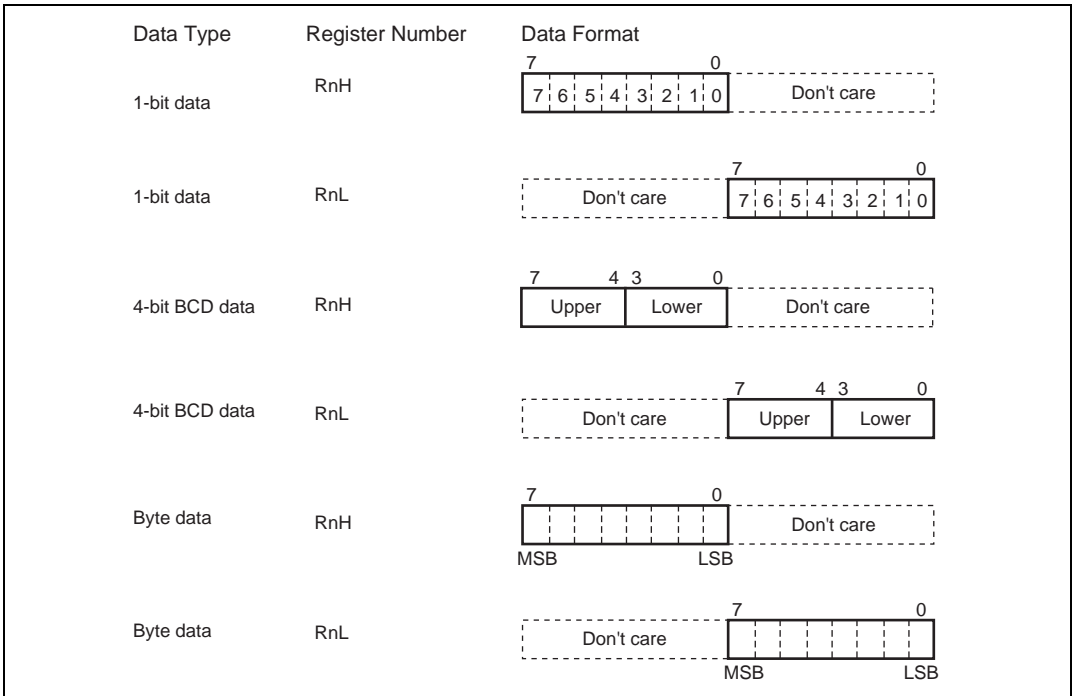 Data Type Register Number Data Format
7 0
1-bit data RnH 7 6 5 4 3 2 1 0 Don't care
7 0
1-bit data RnL Don't care 7 6 5 4 3 2 1 0
7 4 3 0
4-bit BCD data RnH Upper Lower Don't care
7 4 3 0
4-bit BCD data RnL Don't care Upper Lower
7 0
Byte data RnH Don't care
MSB LSB
7 0
Byte data RnL Don't care
MSB LSB